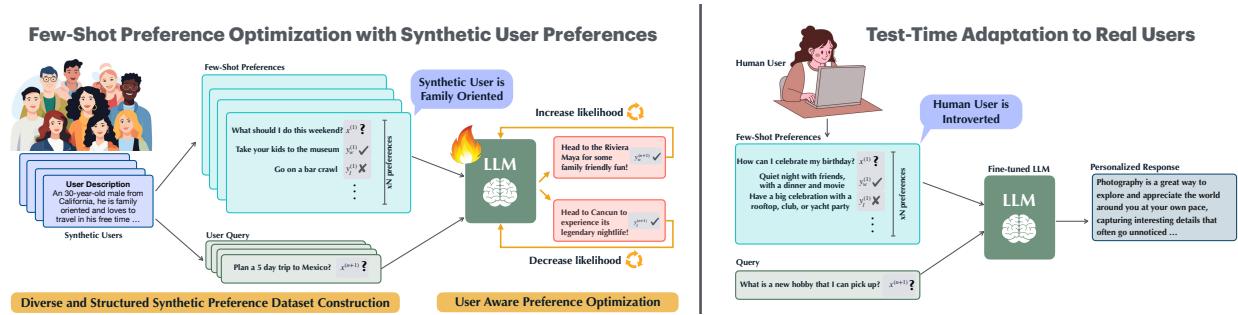 Few-Shot Preference Optimization with Synthetic User Preferences
Few-Shot Preferences
Synthetic User is
Family Oriented
What should I do this weekend? x⁽¹⁾ ?
Take your kids to the museum y_w⁽¹⁾ ✓
Go on a bar crawl y_l⁽¹⁾ ✗
⋮
xN preferences
User Description
An 30-year-old male from
California, he is family
oriented and loves to
travel in his free time ...
Synthetic Users
User Query
Plan a 5 day trip to Mexico? x⁽ⁿ⁺¹⁾ ?
LLM
Increase likelihood
Head to the Riviera
Maya for some
family friendly fun! y_w⁽ⁿ⁺¹⁾ ✓
Head to Cancun to
experience its
legendary nightlife! y_l⁽ⁿ⁺¹⁾ ✓
Decrease likelihood
Diverse and Structured Synthetic Preference Dataset Construction
User Aware Preference Optimization
Test-Time Adaptation to Real Users
Human User
Human User is
Introverted
Few-Shot Preferences
How can I celebrate my birthday? x⁽¹⁾ ?
Quiet night with friends,
with a dinner and movie y_w⁽¹⁾ ✓
Have a big celebration with a
rooftop, club, or yacht party y_l⁽¹⁾ ✗
⋮
xN preferences
Query
What is a new hobby that I can pick up? x⁽ⁿ⁺¹⁾ ?
Fine-tuned LLM
LLM
Personalized Response
Photography is a great way to
explore and appreciate the world
around you at your own pace,
capturing interesting details that
often go unnoticed ...